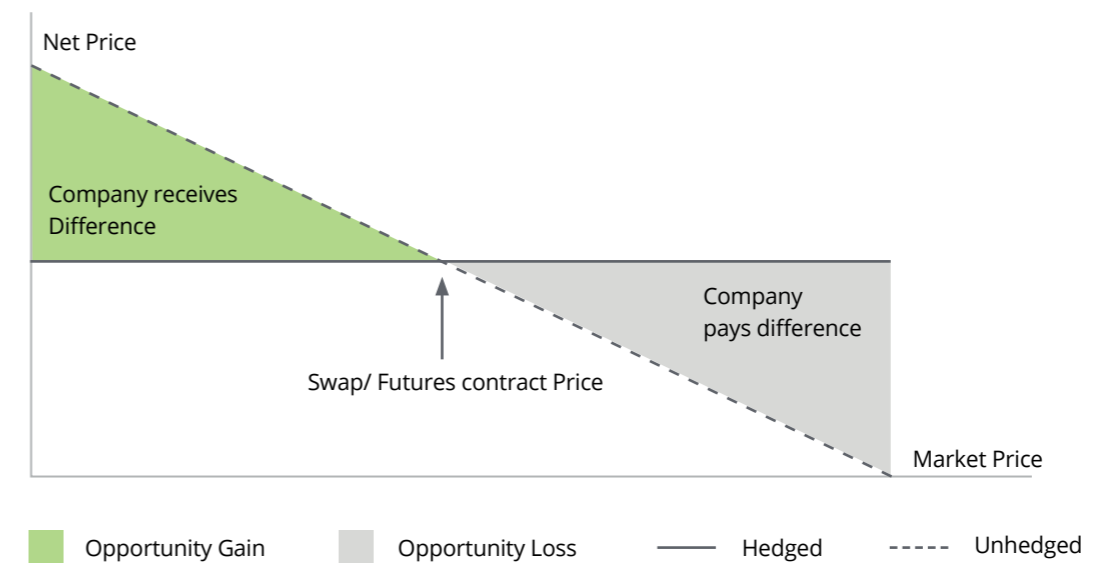 Net Price
Company receives
Difference
Company
pays difference
Swap/ Futures contract Price
Market Price
Opportunity Gain
Opportunity Loss
Hedged
Unhedged